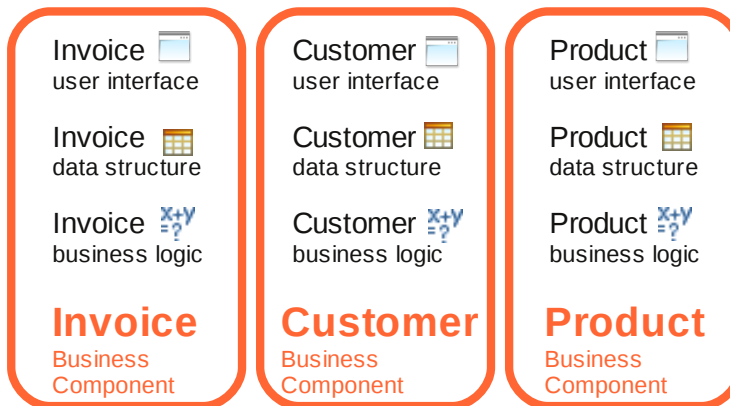 Invoice
user interface
Invoice
data structure
Invoice x+y=?
business logic
Invoice
Business
Component
Customer
user interface
Customer
data structure
Customer x+y=?
business logic
Customer
Business
Component
Product
user interface
Product
data structure
Product x+y=?
business logic
Product
Business
Component